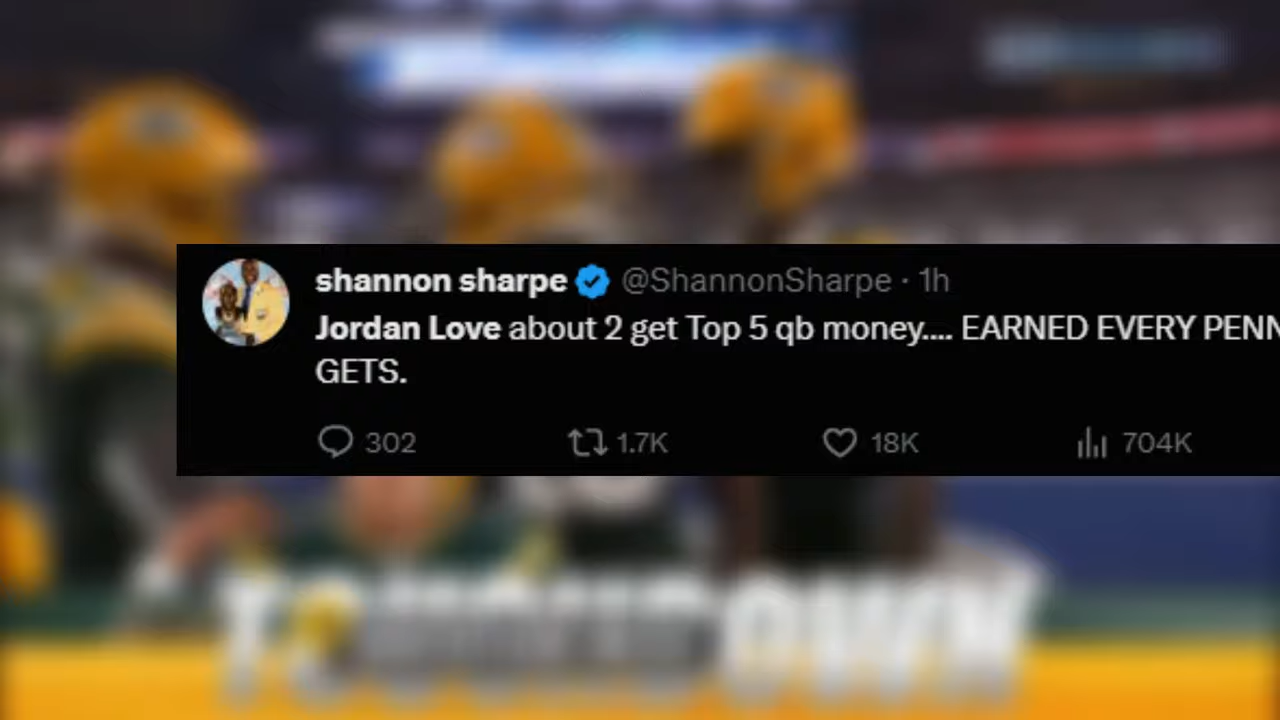 shannon sharpe @ShannonSharpe · 1h
Jordan Love about 2 get Top 5 qb money.... EARNED EVERY PENN
GETS.
302 1.7K 18K 704K
TOUCHDOWN